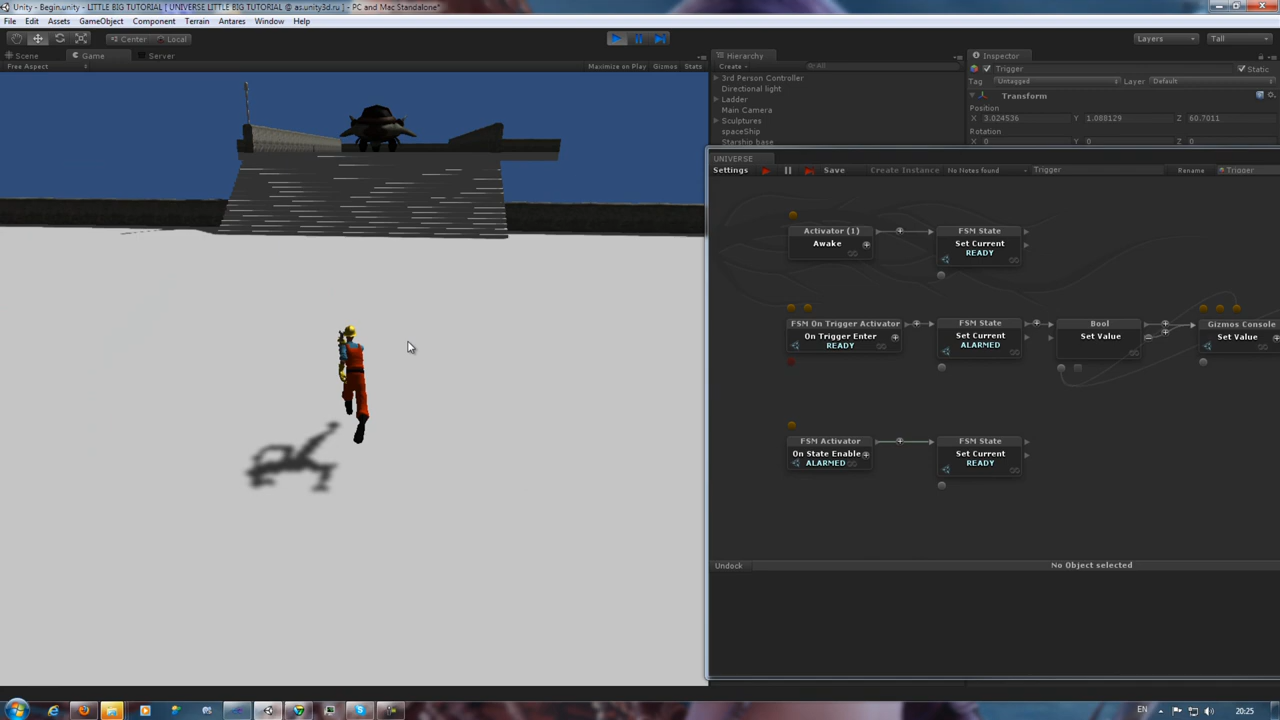 Unity - Begin.unity - LITTLE BIG TUTORIAL [ UNIVERSE LITTLE BIG TUTORIAL @ as.unity3d.ru ] - PC and Mac Standalone*
File Edit Assets GameObject Component Terrain Antares Window Help
Center Local Layers Tall
Scene Game Server Hierarchy Inspector
Free Aspect Maximize on Play Gizmos Stats Create All Trigger Static
3rd Person Controller Tag Untagged Layer Default
Directional light
Ladder Transform
Main Camera Position
Sculptures X 3.024536 Y 1.088129 Z 60.7011
spaceShip Rotation
Starship base X 0 Y 0 Z 0
UNIVERSE
Settings Save Create Instance No Notes found Trigger Rename Trigger
Activator (1) FSM State
Awake Set Current
READY
FSM On Trigger Activator FSM State Bool Gizmos Console
On Trigger Enter Set Current Set Value Set Value
READY ALARMED
FSM Activator FSM State
On State Enable Set Current
ALARMED READY
Undock No Object selected
EN 20:25